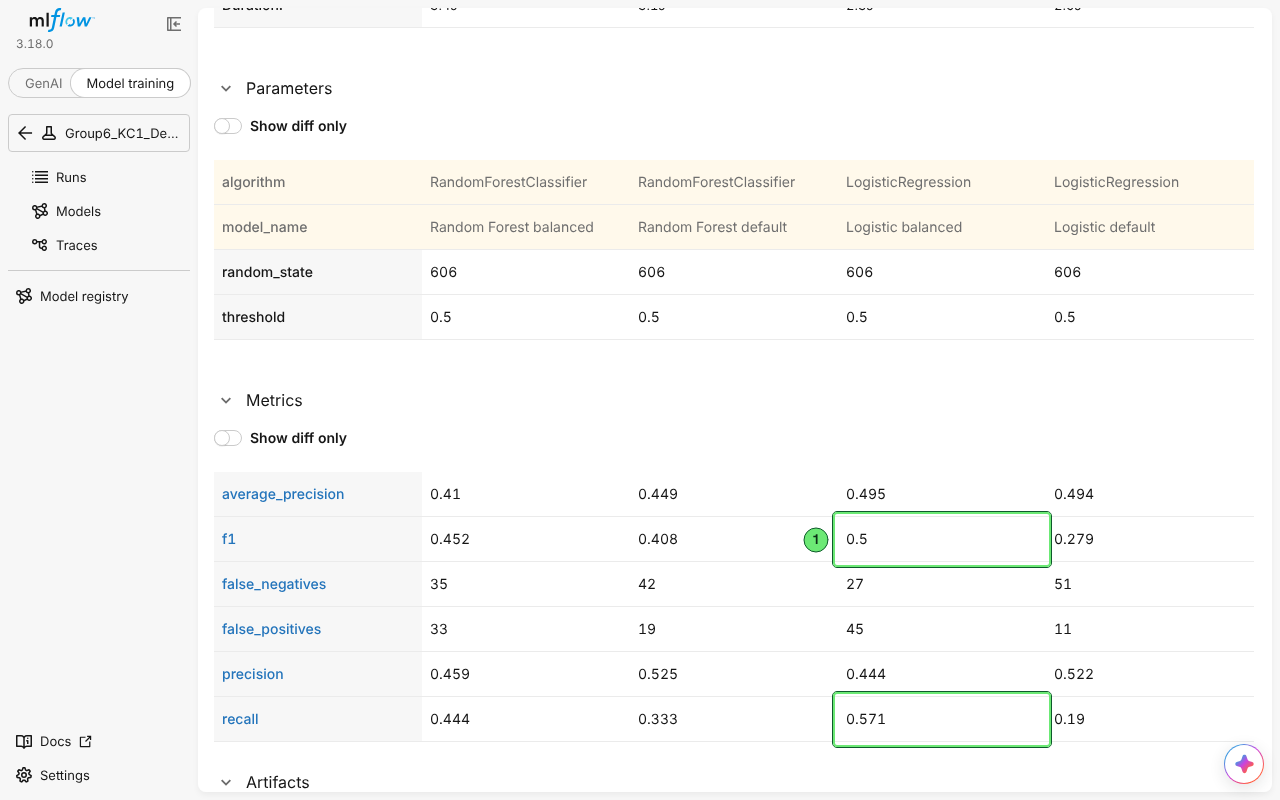 mlflow
3.18.0
GenAI Model training
Group6_KC1_De...
Runs
Models
Traces
Model registry
Docs
Settings
Parameters
Show diff only
algorithm RandomForestClassifier RandomForestClassifier LogisticRegression LogisticRegression
model_name Random Forest balanced Random Forest default Logistic balanced Logistic default
random_state 606 606 606 606
threshold 0.5 0.5 0.5 0.5
Metrics
Show diff only
average_precision 0.41 0.449 0.495 0.494
f1 0.452 0.408 1 0.5 0.279
false_negatives 35 42 27 51
false_positives 33 19 45 11
precision 0.459 0.525 0.444 0.522
recall 0.444 0.333 0.571 0.19
Artifacts